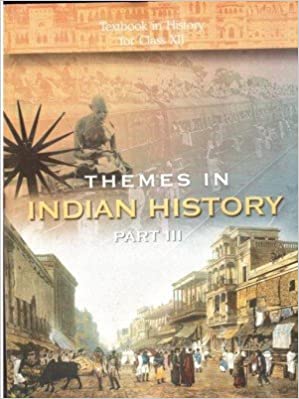 Textbook in History
for Class XII
THEMES IN
INDIAN HISTORY
PART III